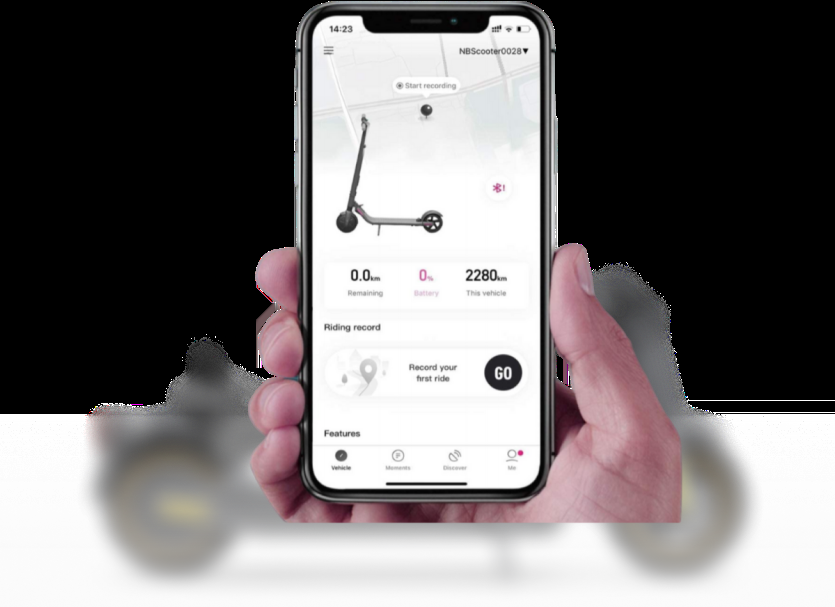 14:23
NBScooter0028▼
Start recording
0.0km
0%
2280km
Remaining
Battery
This vehicle
Riding record
Record your
first ride
GO
Features
Vehicle
Moments
Discover
Me